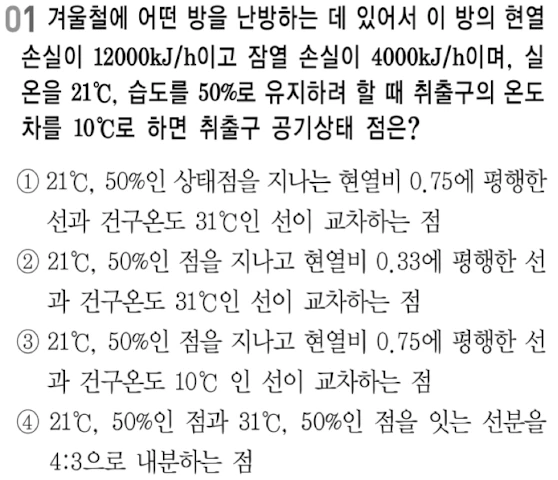 01 겨울철에 어떤 방을 난방하는 데 있어서 이 방의 현열
손실이 12000kJ/h이고 잠열 손실이 4000kJ/h이며, 실
온을 21℃, 습도를 50%로 유지하려 할 때 취출구의 온도
차를 10℃로 하면 취출구 공기상태 점은?
① 21℃, 50%인 상태점을 지나는 현열비 0.75에 평행한
선과 건구온도 31℃인 선이 교차하는 점
② 21℃, 50%인 점을 지나고 현열비 0.33에 평행한 선
과 건구온도 31℃인 선이 교차하는 점
③ 21℃, 50%인 점을 지나고 현열비 0.75에 평행한 선
과 건구온도 10℃ 인 선이 교차하는 점
④ 21℃, 50%인 점과 31℃, 50%인 점을 잇는 선분을
4:3으로 내분하는 점